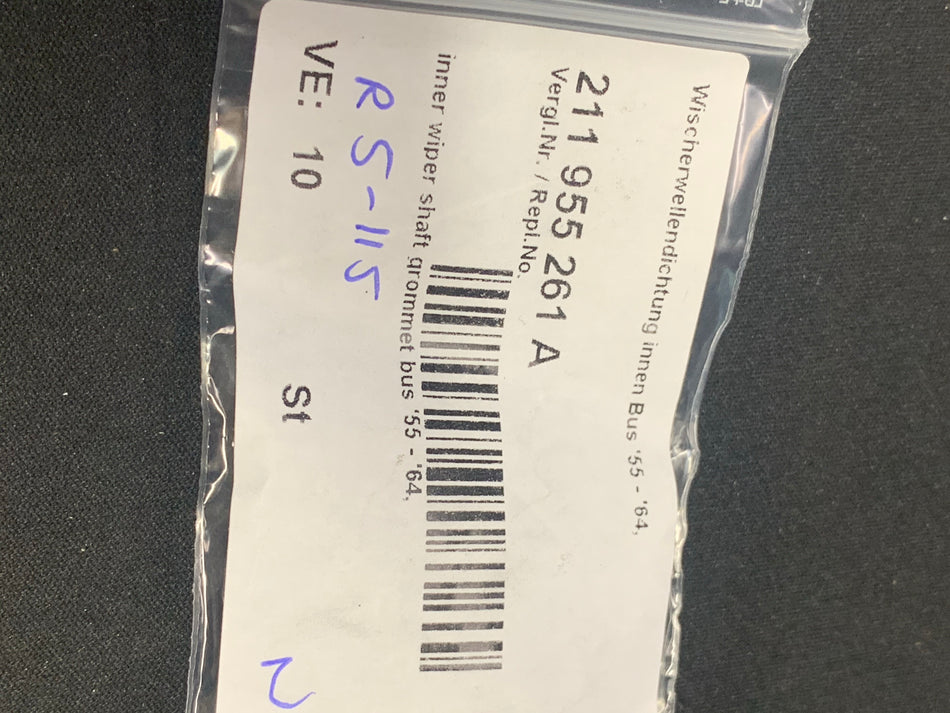 Wischerwellendichtung innen Bus '55 - '64,
211 955 261 A
Vergl.Nr. / Repl.No.
inner wiper shaft grommet bus '55 - '64,
RS-115
VE: 10 St